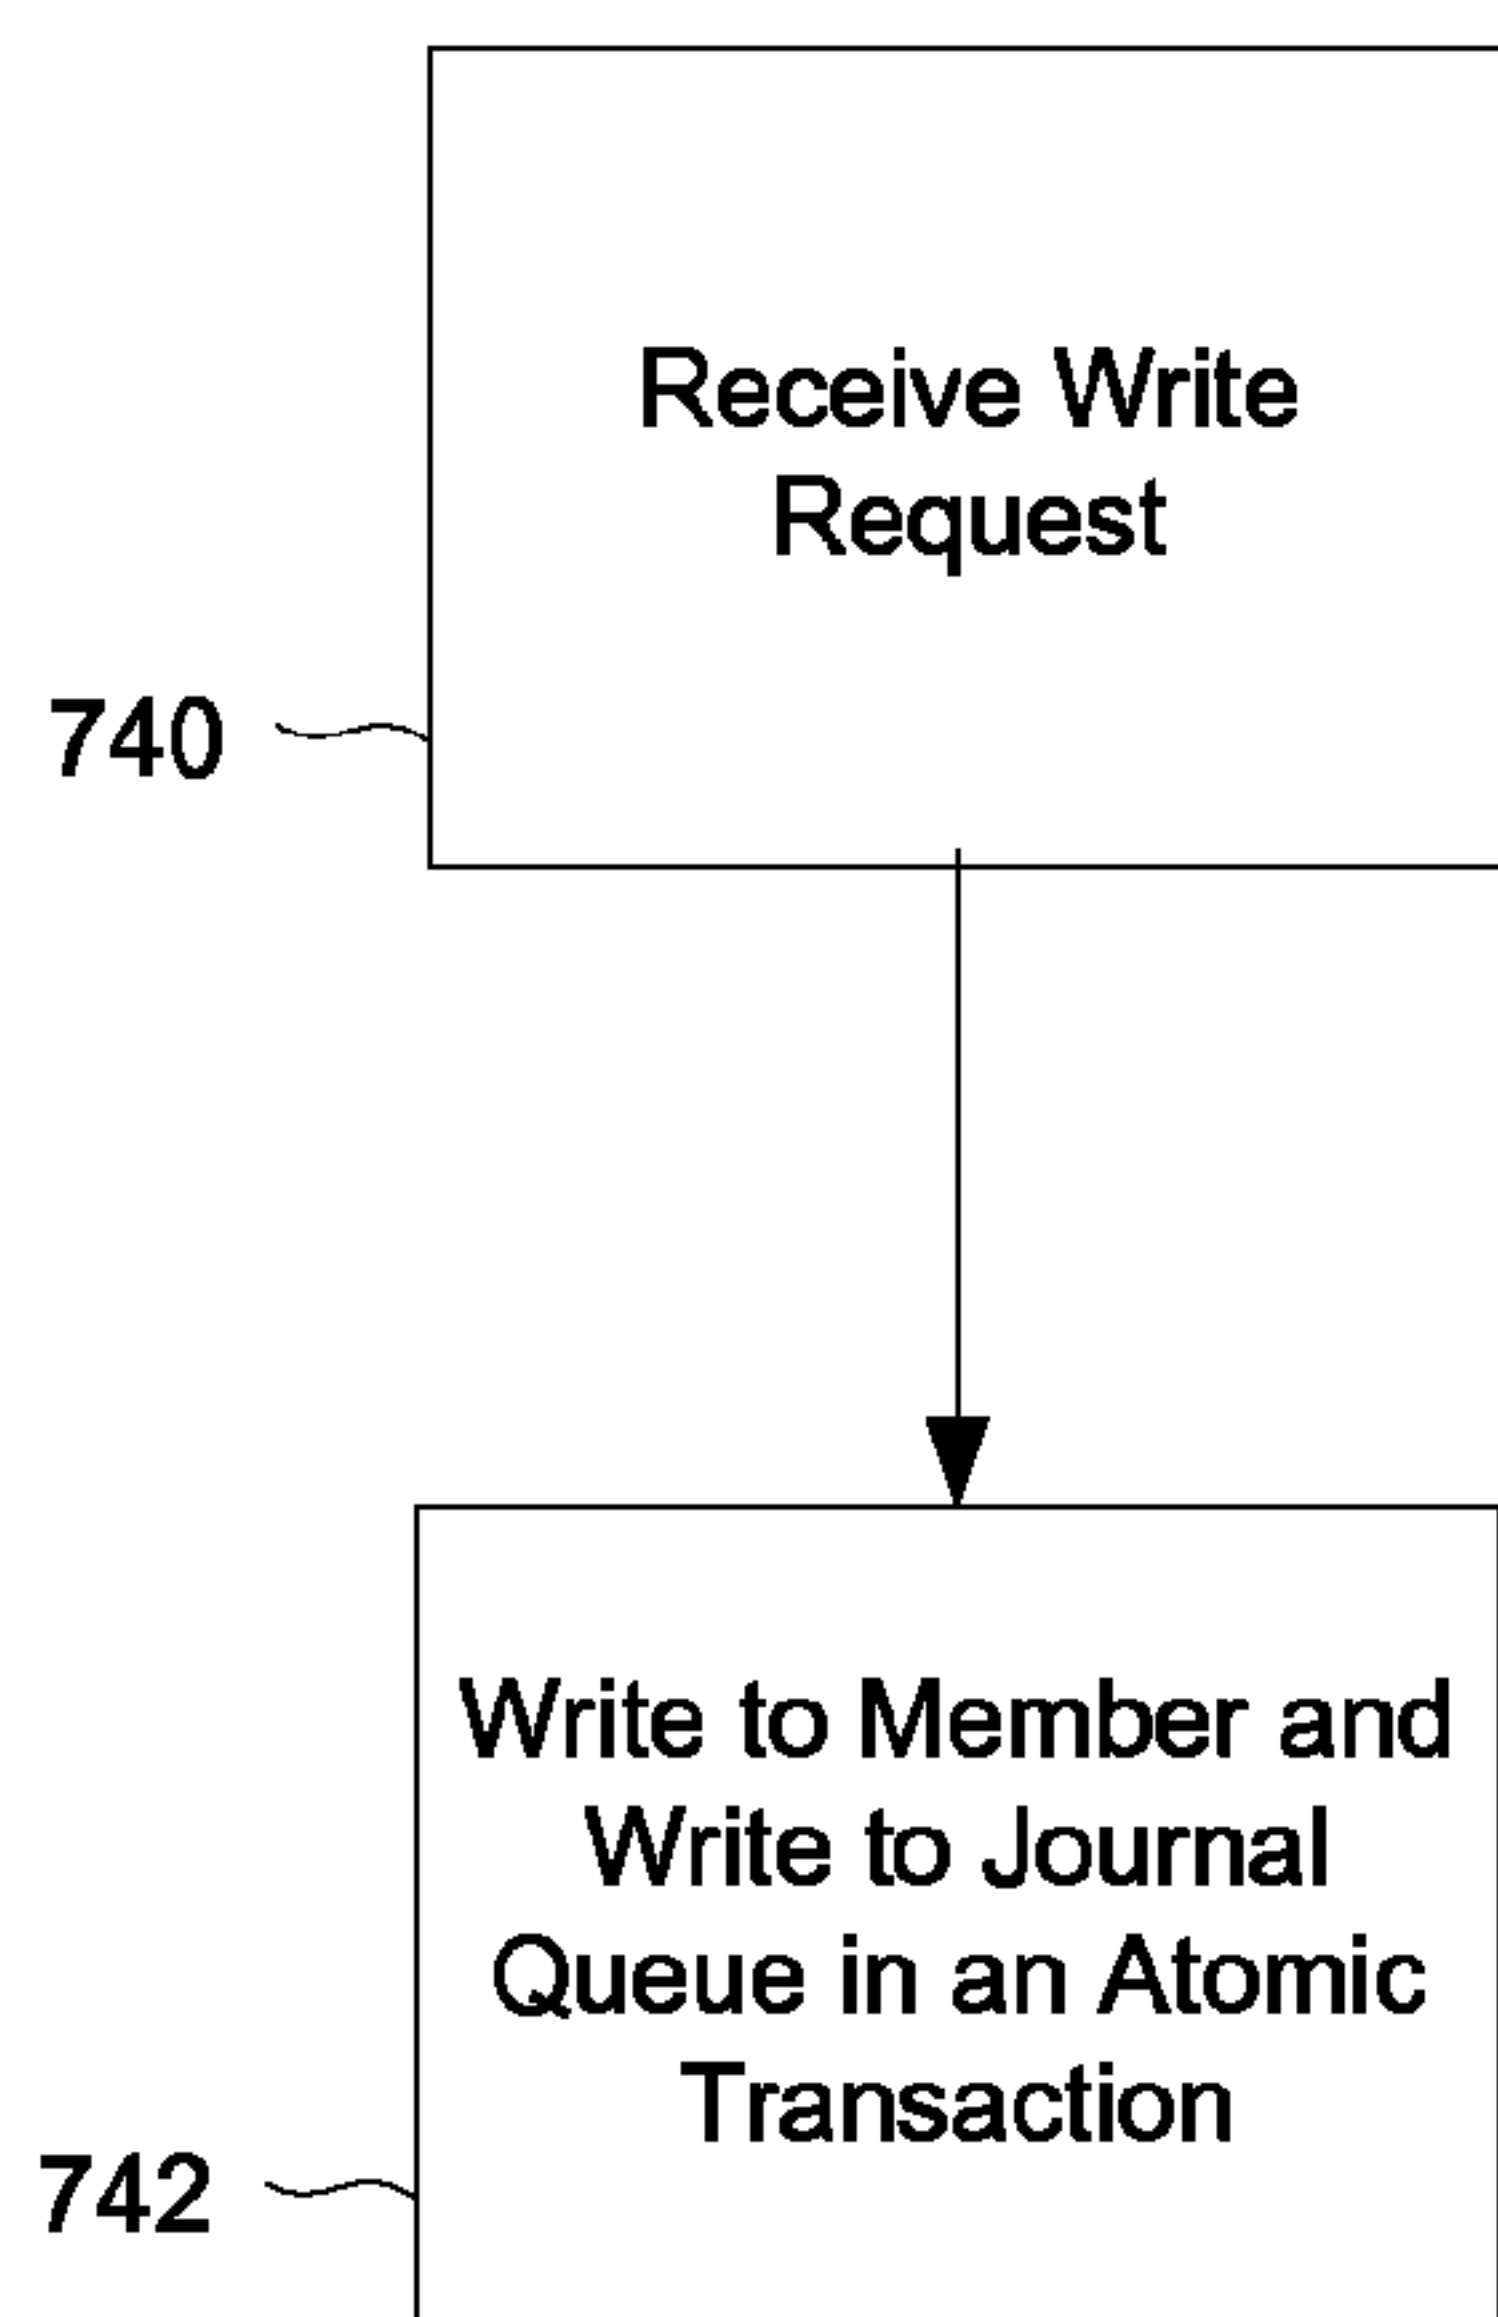 Receive Write
Request
740
Write to Member and
Write to Journal
Queue in an Atomic
Transaction
742